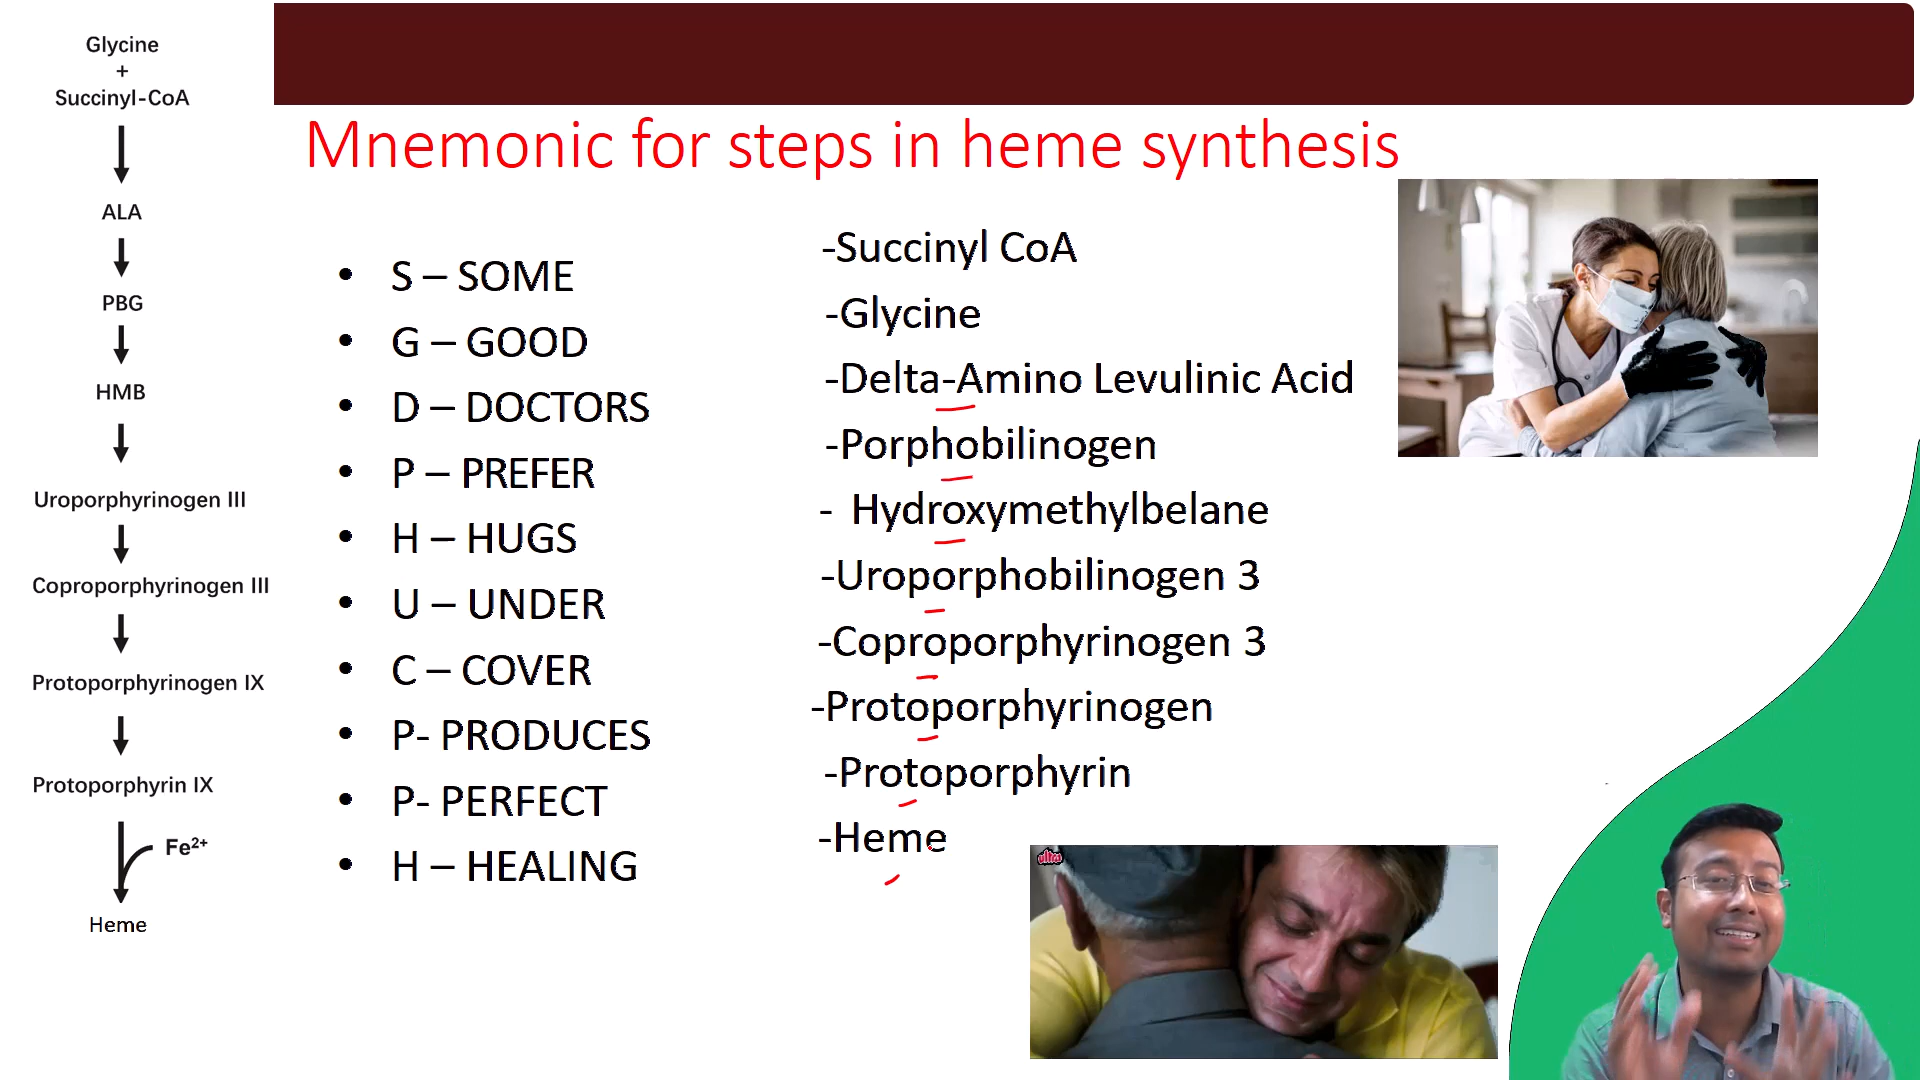 Glycine
+
Succinyl-CoA
ALA
PBG
HMB
Uroporphyrinogen III
Coproporphyrinogen III
Protoporphyrinogen IX
Protoporphyrin IX
Fe²⁺
Heme
Mnemonic for steps in heme synthesis
• S – SOME
• G – GOOD
• D – DOCTORS
• P – PREFER
• H – HUGS
• U – UNDER
• C – COVER
• P- PRODUCES
• P- PERFECT
• H – HEALING
-Succinyl CoA
-Glycine
-Delta-Amino Levulinic Acid
-Porphobilinogen
- Hydroxymethylbelane
-Uroporphobilinogen 3
-Coproporphyrinogen 3
-Protoporphyrinogen
-Protoporphyrin
-Heme
ultra